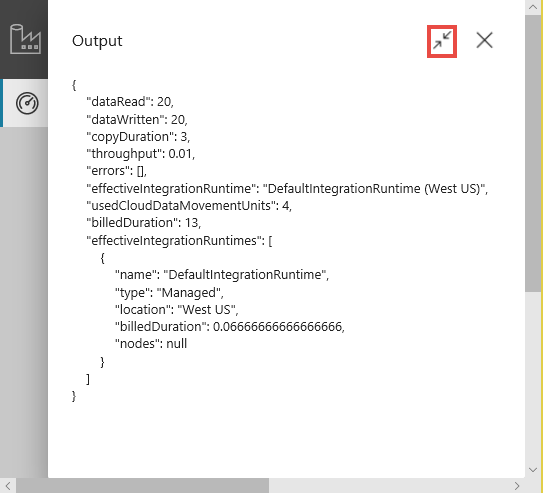 Output
{
"dataRead": 20,
"dataWritten": 20,
"copyDuration": 3,
"throughput": 0.01,
"errors": [],
"effectiveIntegrationRuntime": "DefaultIntegrationRuntime (West US)",
"usedCloudDataMovementUnits": 4,
"billedDuration": 13,
"effectiveIntegrationRuntimes": [
{
"name": "DefaultIntegrationRuntime",
"type": "Managed",
"location": "West US",
"billedDuration": 0.06666666666666666,
"nodes": null
}
]
}